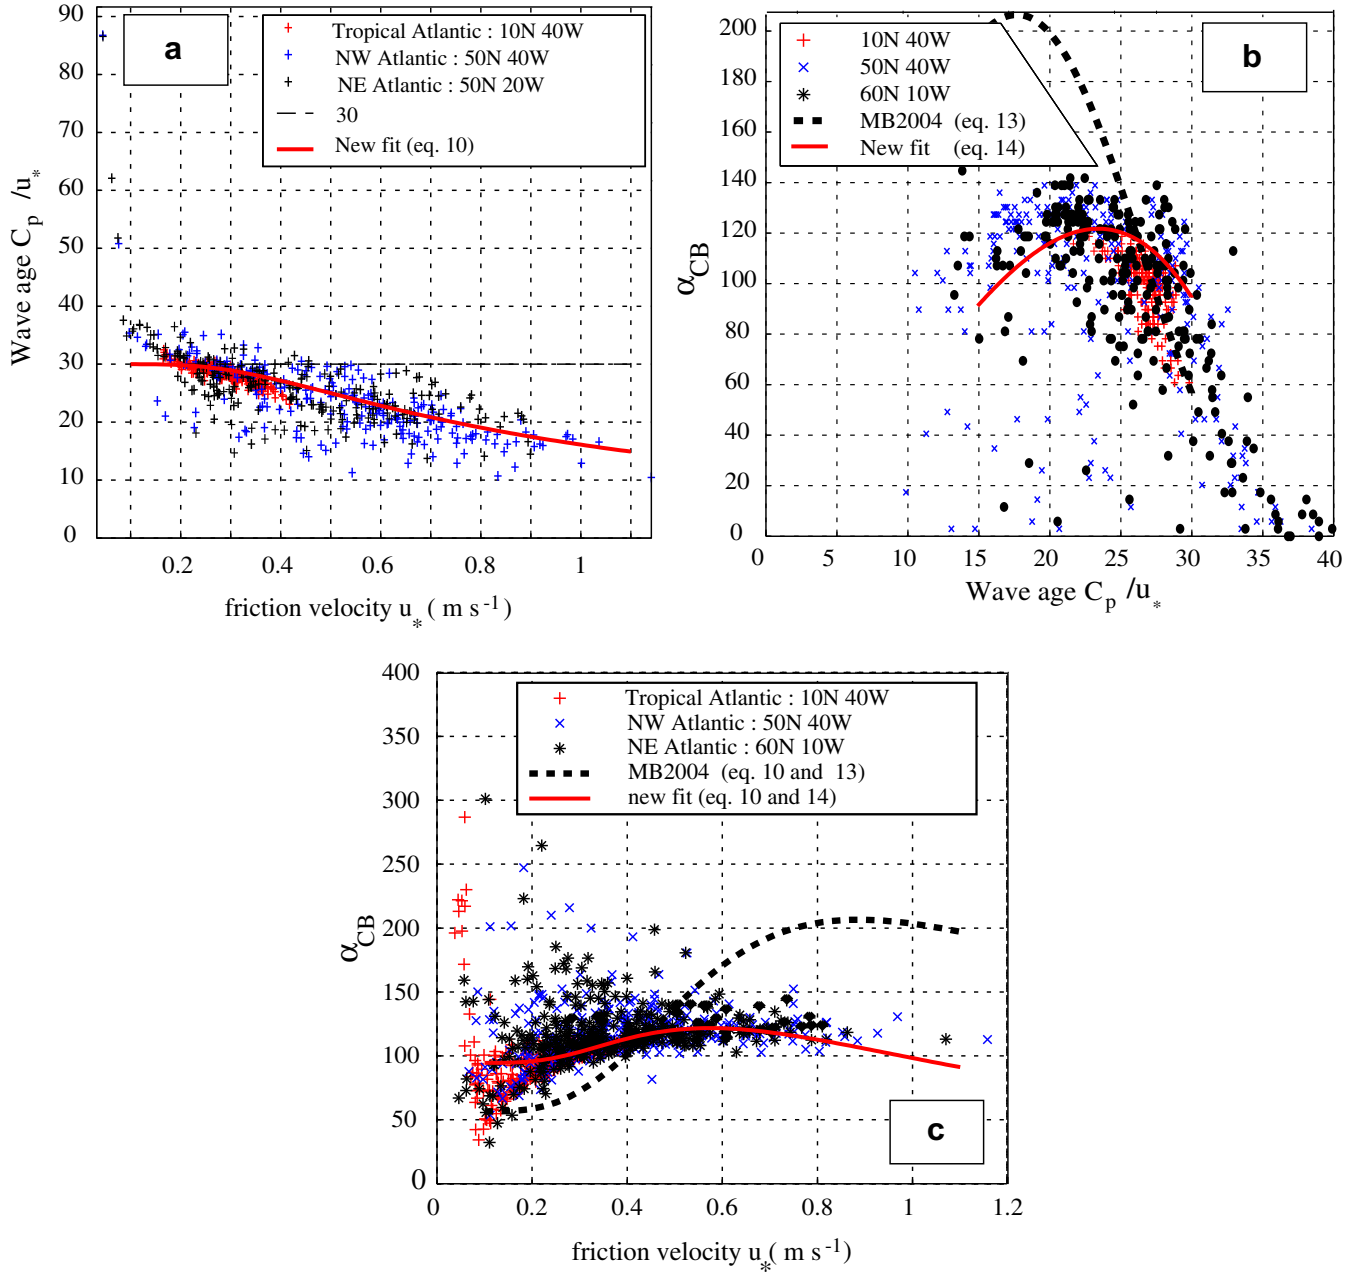 a
Tropical Atlantic : 10N 40W
NW Atlantic : 50N 40W
NE Atlantic : 50N 20W
30
New fit (eq. 10)
90
80
70
60
50
40
30
20
10
0
Wave age C_p /u_*
0.2
0.4
0.6
0.8
1
friction velocity u_* ( m s^-1 )
b
10N 40W
50N 40W
60N 10W
MB2004 (eq. 13)
New fit (eq. 14)
200
180
160
140
120
100
80
60
40
20
0
α_CB
0
5
10
15
20
25
30
35
40
Wave age C_p /u_*
Tropical Atlantic : 10N 40W
NW Atlantic : 50N 40W
NE Atlantic : 60N 10W
MB2004 (eq. 10 and 13)
new fit (eq. 10 and 14)
400
350
300
250
200
150
100
50
0
α_CB
c
0
0.2
0.4
0.6
0.8
1
1.2
friction velocity u_* ( m s^-1 )